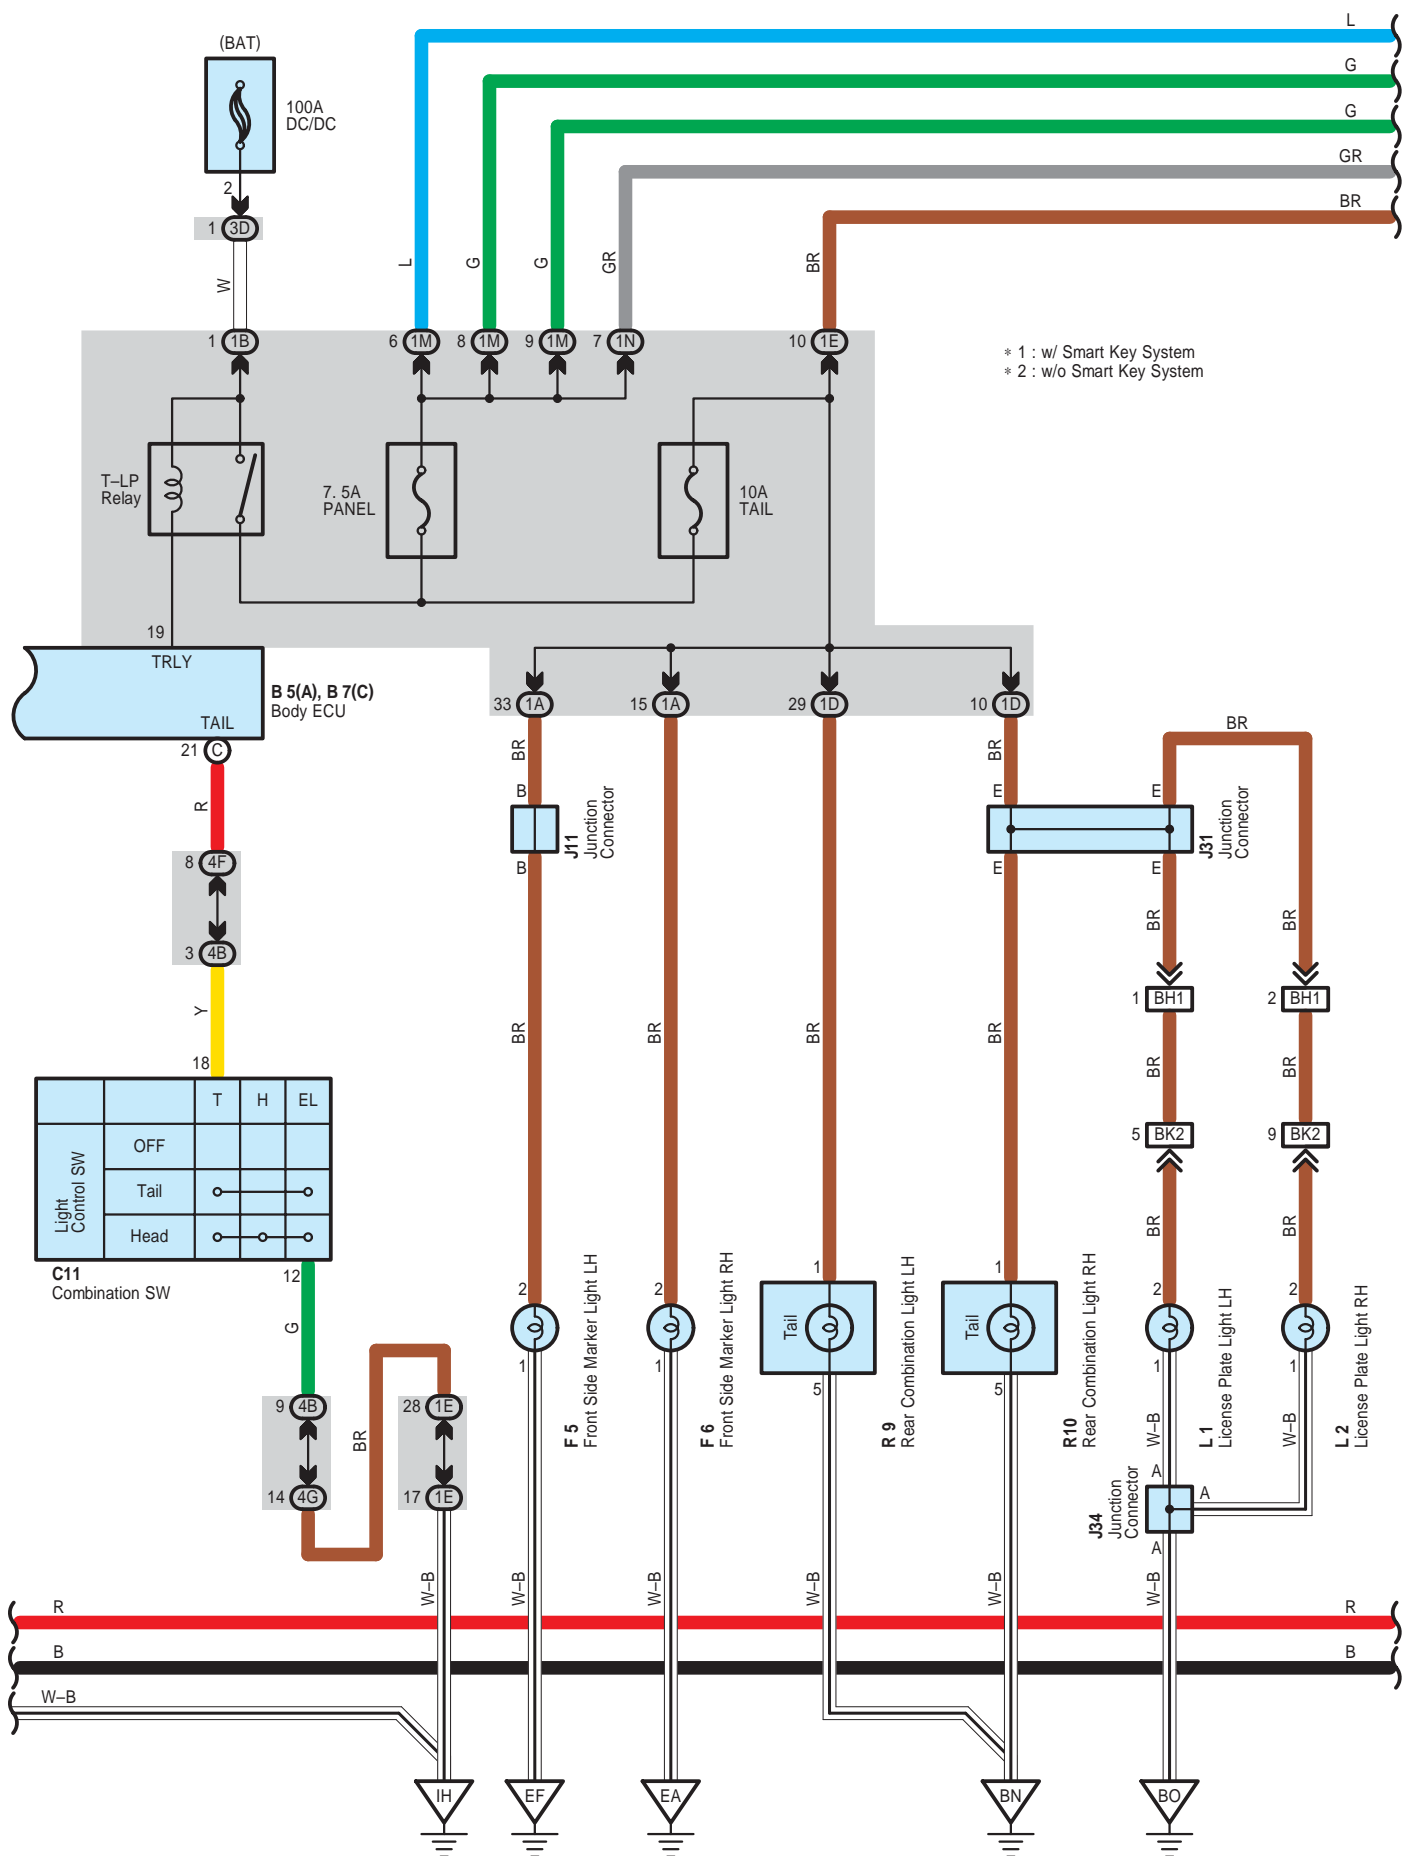 (BAT)
100A
DC/DC
2
1 3D
W
L
G
G
GR
BR
L
G
G
GR
BR
1 1B
6 1M
8 1M
9 1M
7 1N
10 1E
* 1 : w/ Smart Key System
* 2 : w/o Smart Key System
T–LP
Relay
7. 5A
PANEL
10A
TAIL
19
TRLY
TAIL
B 5(A), B 7(C)
Body ECU
21 C
33 1A
15 1A
29 1D
10 1D
BR
BR
BR
R
B
B
J11
Junction
Connector
E
E
E
E
J31
Junction
Connector
8 4F
3 4B
BR
BR
1 BH1
2 BH1
Y
BR
BR
BR
BR
BR
BR
18
T H EL
OFF
Tail
Head
Light
Control SW
C11
Combination SW
5 BK2
9 BK2
BR
BR
12
G
2
1
F 5
Front Side Marker Light LH
2
1
F 6
Front Side Marker Light RH
1
Tail
5
R 9
Rear Combination Light LH
1
Tail
5
R10
Rear Combination Light RH
2
1
L 1
License Plate Light LH
2
1
L 2
License Plate Light RH
9 4B
14 4G
BR
28 1E
17 1E
W–B
W–B
A
A
A
J34
Junction
Connector
W–B
W–B
W–B
W–B
W–B
W–B
R
R
B
B
W–B
IH
EF
EA
BN
BO